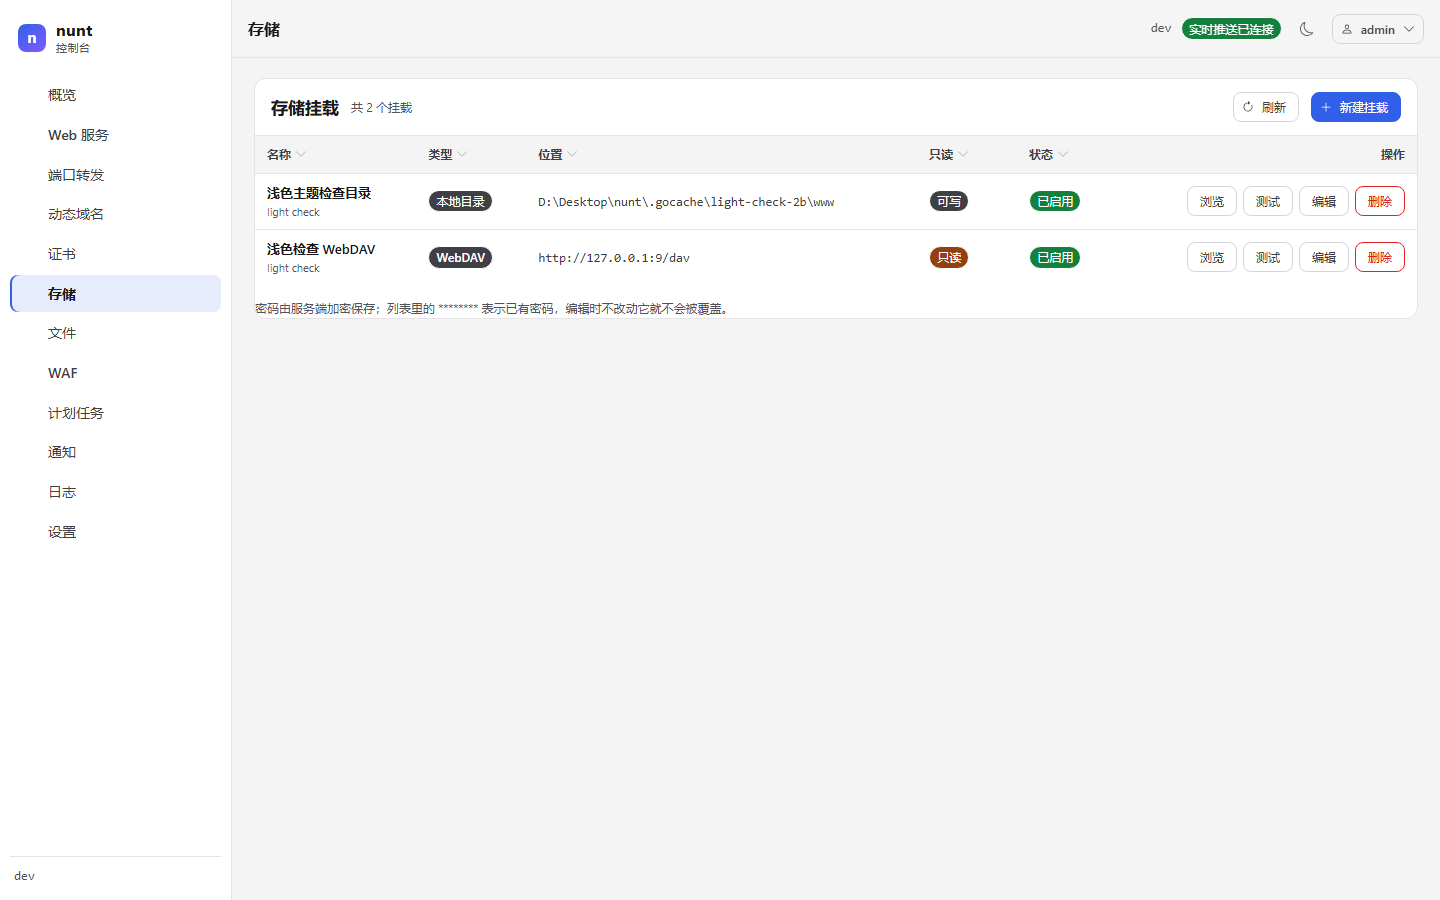 n
nunt
控制台
概览
Web 服务
端口转发
动态域名
证书
存储
文件
WAF
计划任务
通知
日志
设置
dev
存储
dev 实时推送已连接 admin
存储挂载 共 2 个挂载 刷新 新建挂载
名称 类型 位置 只读 状态 操作
浅色主题检查目录
light check
本地目录 D:\Desktop\nunt\.gocache\light-check-2b\www 可写 已启用 浏览 测试 编辑 删除
浅色检查 WebDAV
light check
WebDAV http://127.0.0.1:9/dav 只读 已启用 浏览 测试 编辑 删除
密码由服务端加密保存；列表里的 ******** 表示已有密码，编辑时不改动它就不会被覆盖。